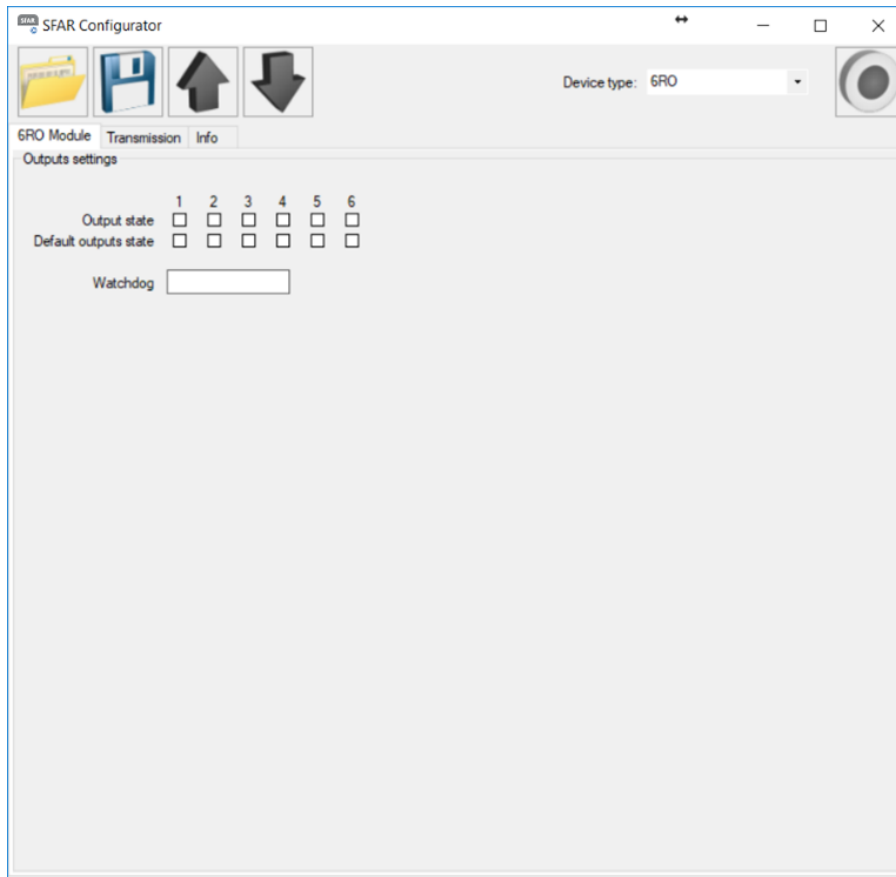 SFAR Configurator
Device type: 6RO
6RO Module Transmission Info
Outputs settings
1 2 3 4 5 6
Output state
Default outputs state
Watchdog